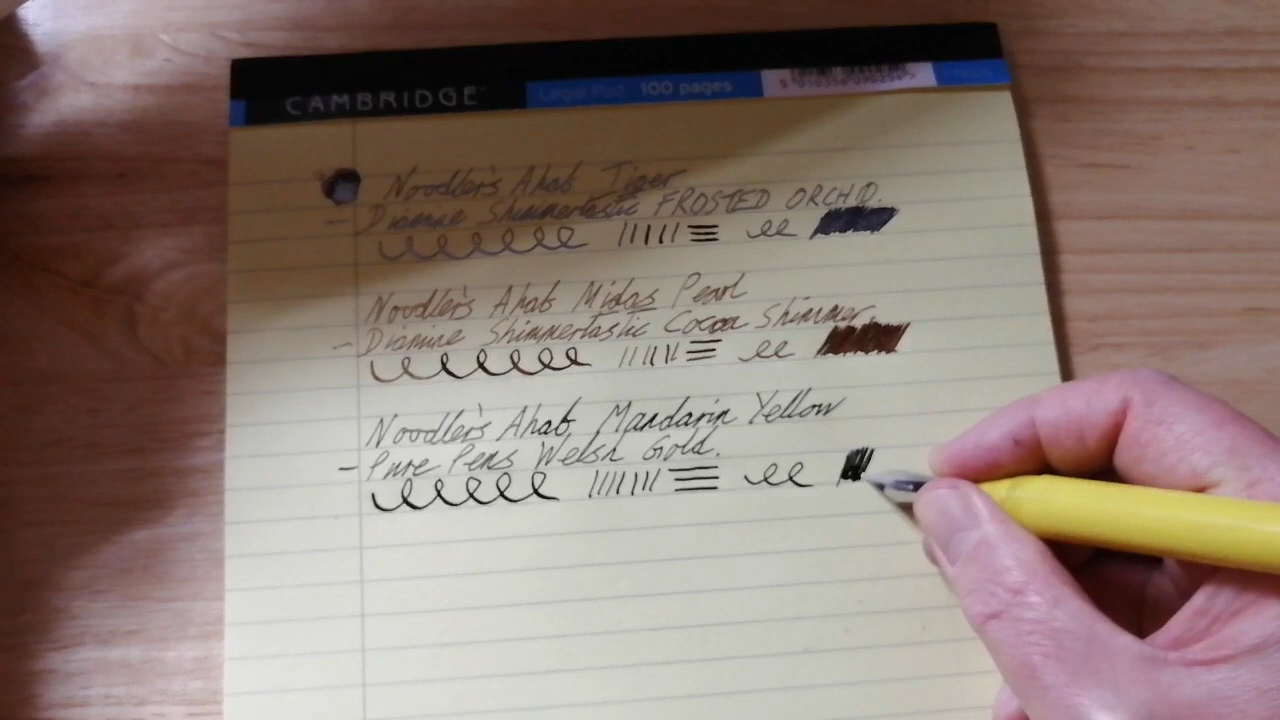 CAMBRIDGE Legal Pad 100 pages
Noodler's Ahab Tiger
- Diamine Shimmertastic FROSTED ORCHID.
Noodler's Ahab Midas Pearl
- Diamine Shimmertastic Cocoa Shimmer.
Noodler's Ahab Mandarin Yellow
- Pure Pens Welsh Gold.